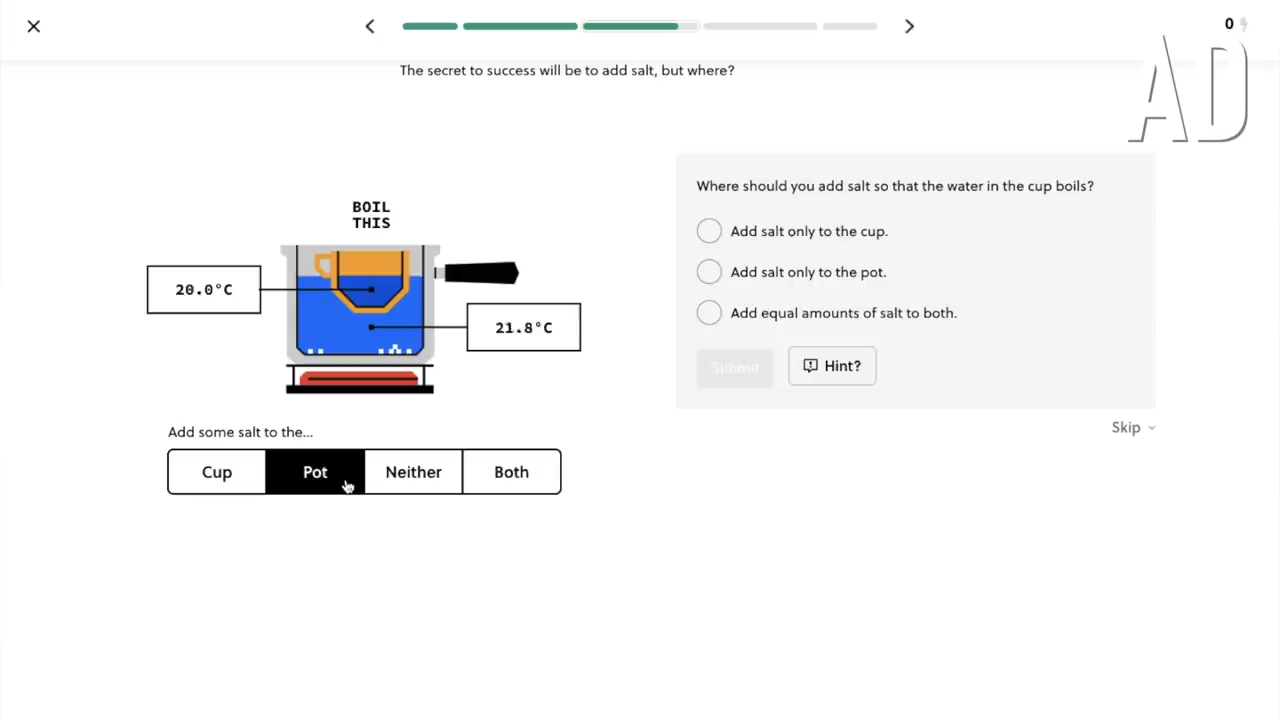 0
AD
The secret to success will be to add salt, but where?
BOIL
THIS
20.0°C
21.8°C
Add some salt to the...
Cup
Pot
Neither
Both
Where should you add salt so that the water in the cup boils?
Add salt only to the cup.
Add salt only to the pot.
Add equal amounts of salt to both.
Submit
Hint?
Skip